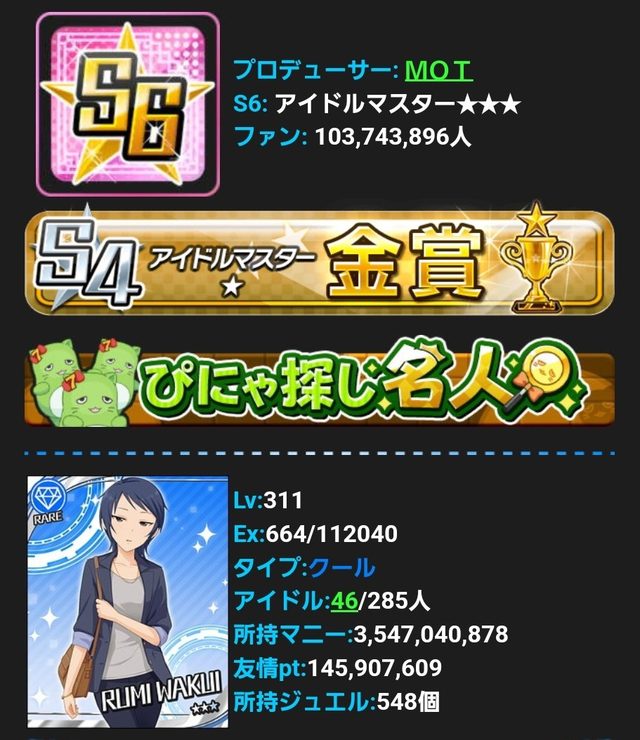 S6
プロデューサー: MOT
S6: アイドルマスター★★★
ファン: 103,743,896人
S4 アイドルマスター★ 金賞
ぴにゃ探し名人
RARE
RUMI WAKUI
★★★
Lv:311
Ex:664/112040
タイプ:クール
アイドル:46/285人
所持マニー:3,547,040,878
友情pt:145,907,609
所持ジュエル:548個